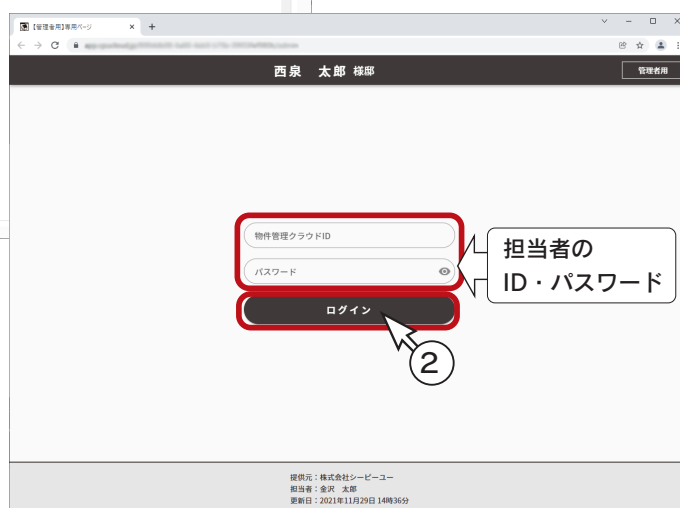 【管理者用】専用ページ
西泉 太郎 様邸
管理者用
物件管理クラウドID
パスワード
担当者の
ID・パスワード
ログイン
2
提供元：株式会社シーピーユー
担当者：金沢 太郎
更新日：2021年11月29日 14時36分